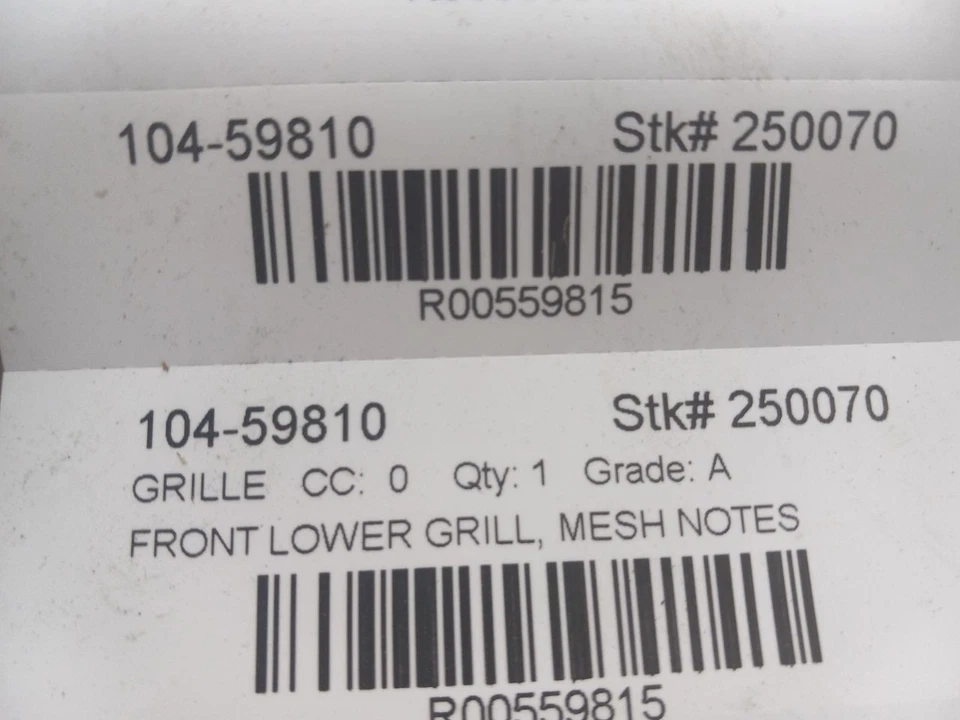 104-59810 Stk# 250070
R00559815
104-59810 Stk# 250070
GRILLE CC: 0 Qty: 1 Grade: A
FRONT LOWER GRILL, MESH NOTES
R00559815